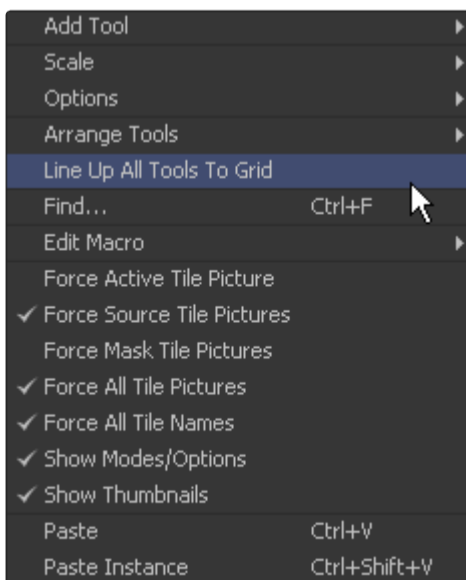 Add Tool
Scale
Options
Arrange Tools
Line Up All Tools To Grid
Find... Ctrl+F
Edit Macro
Force Active Tile Picture
Force Source Tile Pictures
Force Mask Tile Pictures
Force All Tile Pictures
Force All Tile Names
Show Modes/Options
Show Thumbnails
Paste Ctrl+V
Paste Instance Ctrl+Shift+V